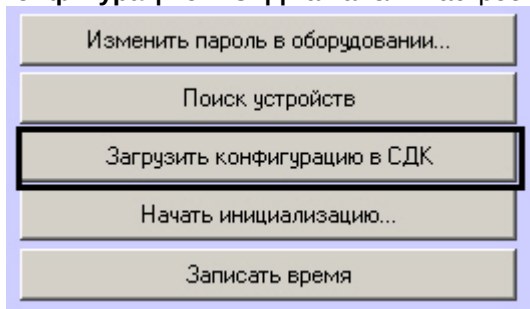 Изменить пароль в оборудовании...
Поиск устройств
Загрузить конфигурацию в СДК
Начать инициализацию...
Записать время